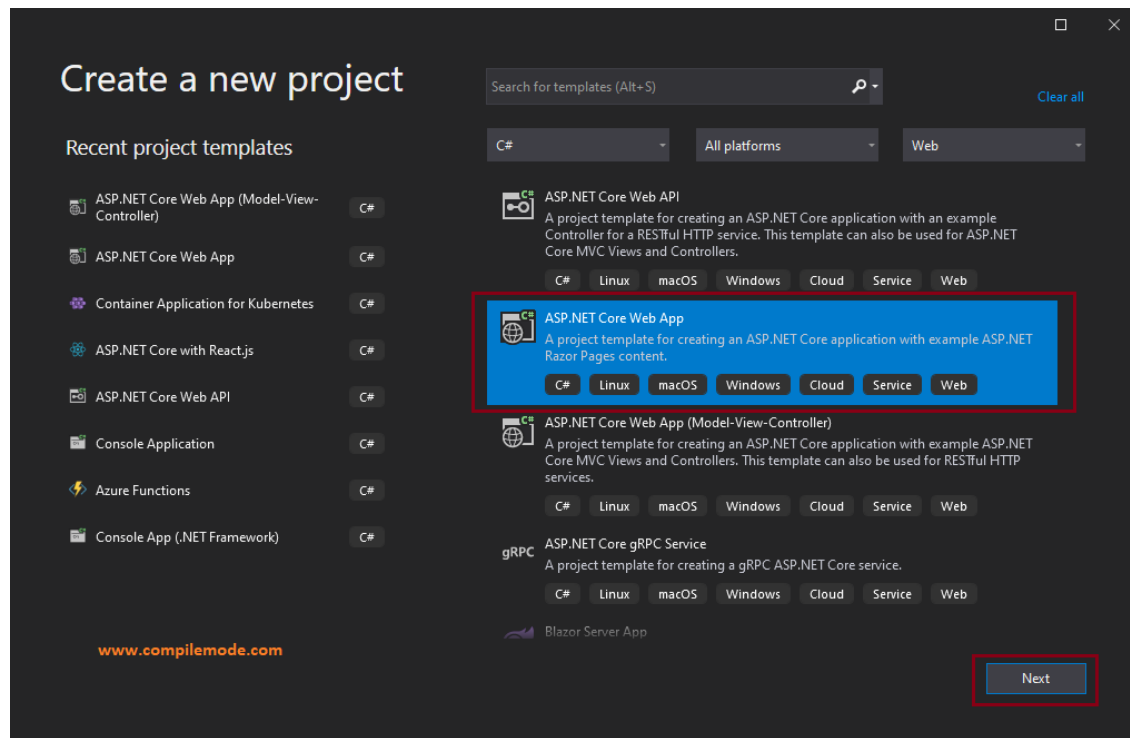 Create a new project
Search for templates (Alt+S)
Clear all
Recent project templates
C#
All platforms
Web
ASP.NET Core Web App (Model-View-
Controller)
C#
ASP.NET Core Web App
C#
Container Application for Kubernetes
C#
ASP.NET Core with React.js
C#
ASP.NET Core Web API
C#
Console Application
C#
Azure Functions
C#
Console App (.NET Framework)
C#
www.compilemode.com
ASP.NET Core Web API
A project template for creating an ASP.NET Core application with an example
Controller for a RESTful HTTP service. This template can also be used for ASP.NET
Core MVC Views and Controllers.
C# Linux macOS Windows Cloud Service Web
ASP.NET Core Web App
A project template for creating an ASP.NET Core application with example ASP.NET
Razor Pages content.
C# Linux macOS Windows Cloud Service Web
ASP.NET Core Web App (Model-View-Controller)
A project template for creating an ASP.NET Core application with example ASP.NET
Core MVC Views and Controllers. This template can also be used for RESTful HTTP
services.
C# Linux macOS Windows Cloud Service Web
gRPC
ASP.NET Core gRPC Service
A project template for creating a gRPC ASP.NET Core service.
C# Linux macOS Windows Cloud Service Web
Blazor Server App
Next